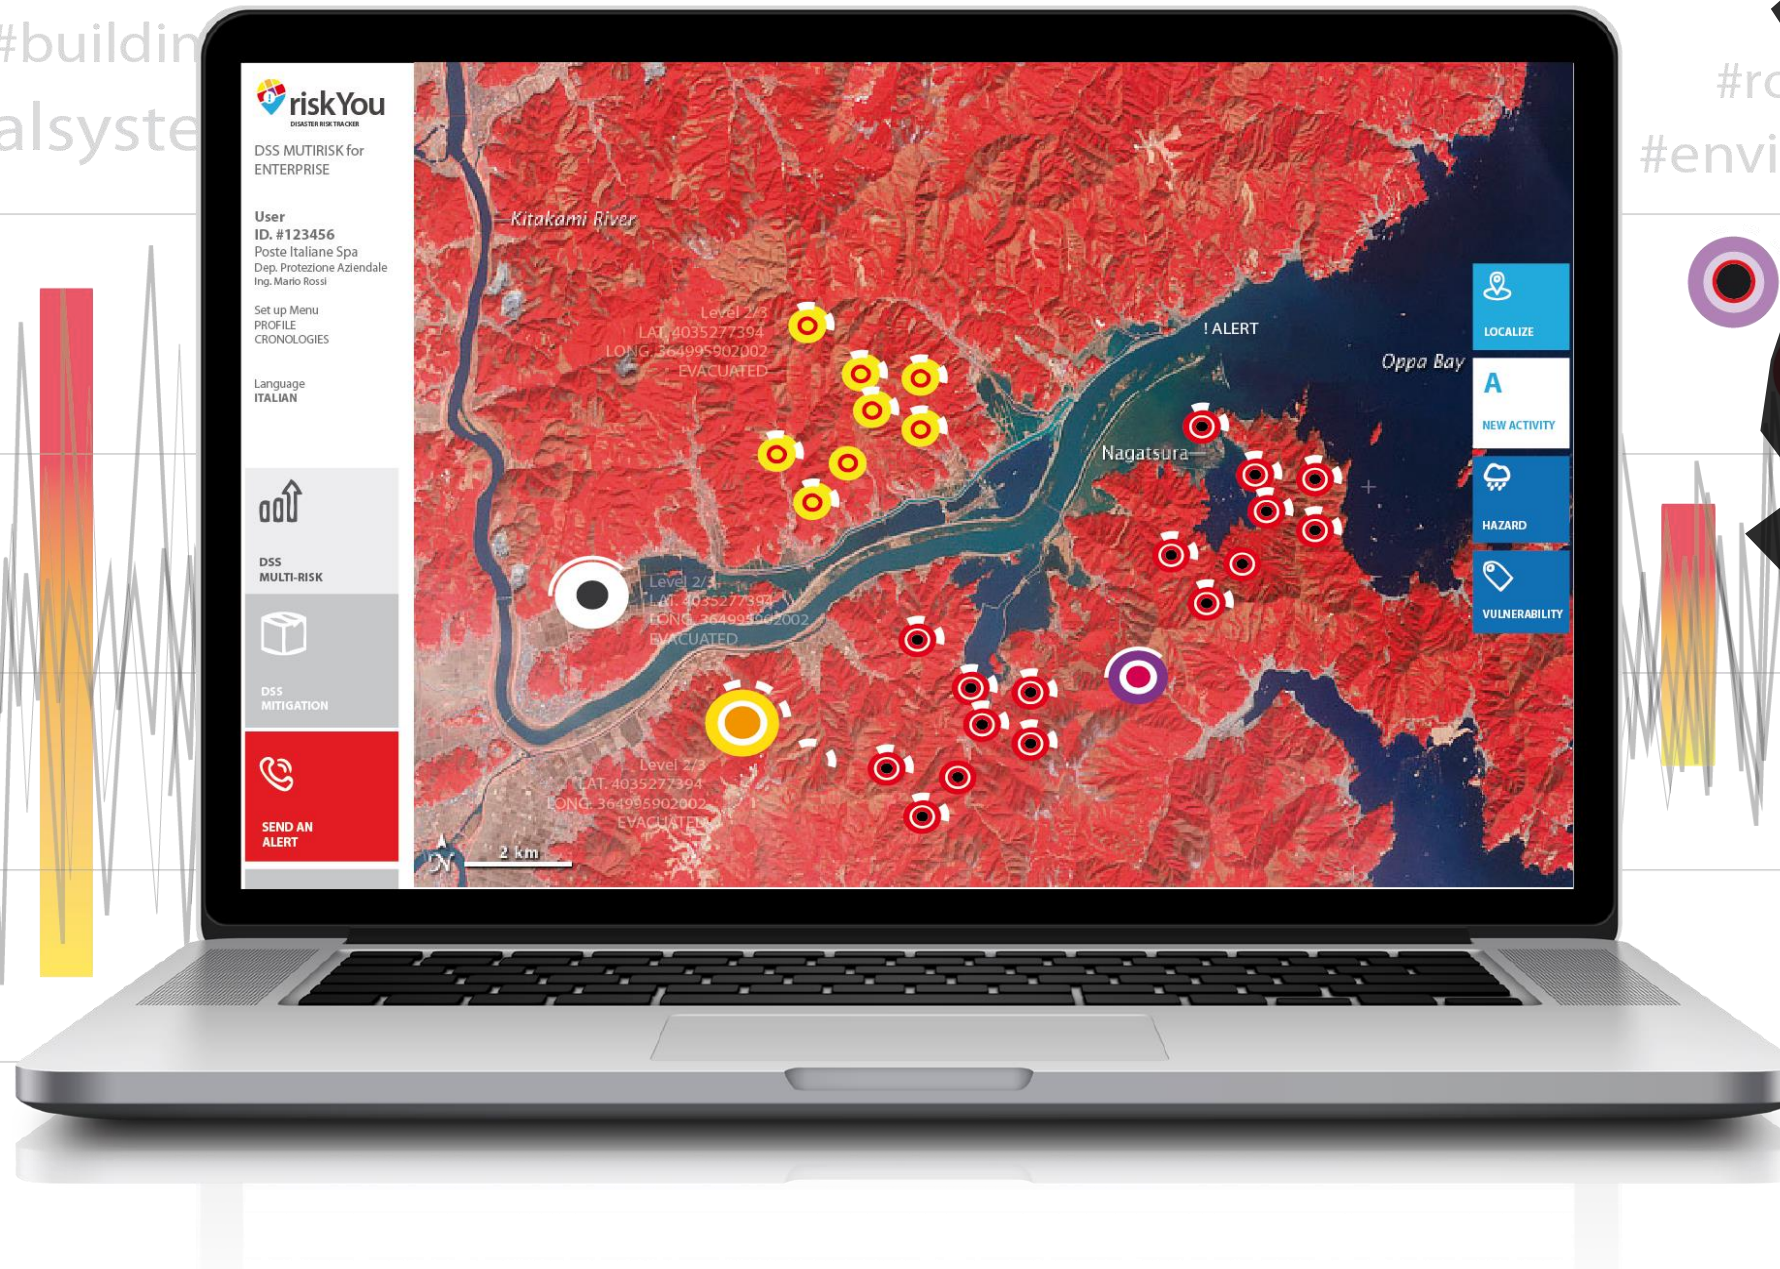 #buildin
alsyste
#ro
#envi
riskYou
DISASTER RISK TRACKER
DSS MUTIRISK for
ENTERPRISE
User
ID. #123456
Poste Italiane Spa
Dep. Protezione Aziendale
Ing. Mario Rossi
Set up Menu
PROFILE
CRONOLOGIES
Language
ITALIAN
DSS
MULTI-RISK
DSS
MITIGATION
SEND AN
ALERT
Kitakami River
Level 2/3
LAT. 4035277394
LONG. 364995902002
EVACUATED
! ALERT
Oppa Bay
Nagatsura
Level 2/3
LAT. 4035277394
LONG. 364995902002
EVACUATED
Level 2/3
LAT. 4035277394
LONG. 364995902002
EVACUATED
N
2 km
LOCALIZE
A
NEW ACTIVITY
HAZARD
VULNERABILITY